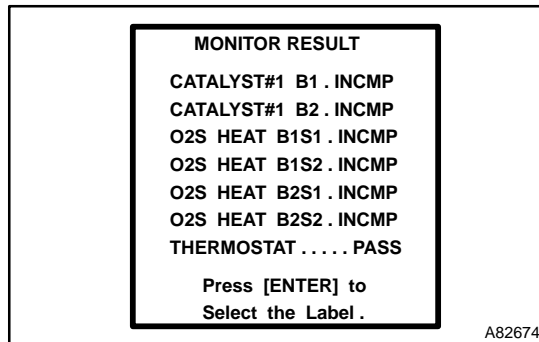 MONITOR RESULT
CATALYST#1 B1 . INCMP
CATALYST#1 B2 . INCMP
O2S HEAT B1S1 . INCMP
O2S HEAT B1S2 . INCMP
O2S HEAT B2S1 . INCMP
O2S HEAT B2S2 . INCMP
THERMOSTAT . . . . . PASS
Press [ENTER] to
Select the Label .
A82674